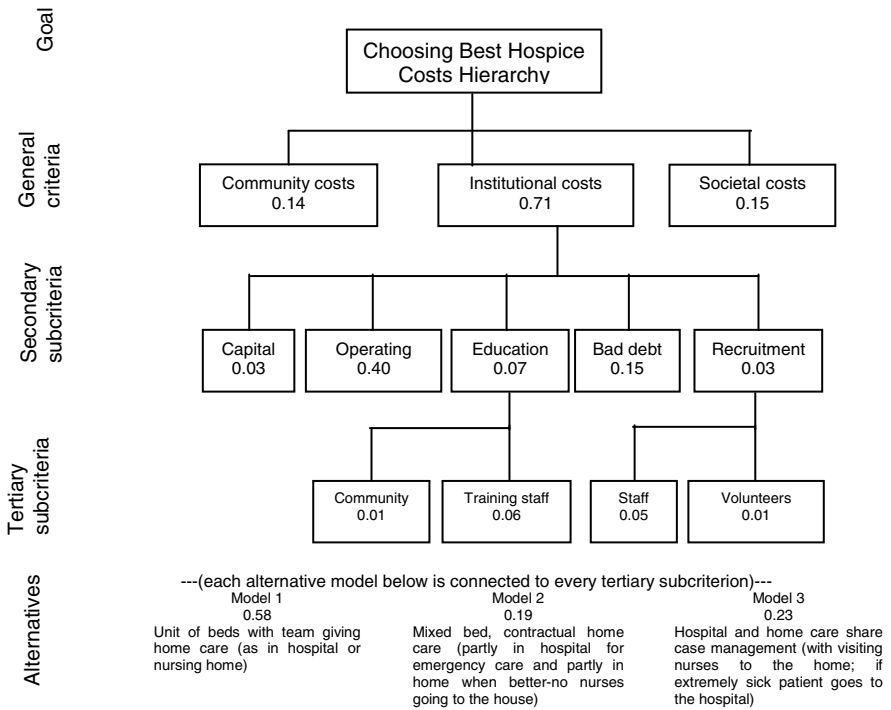 Goal
Choosing Best Hospice
Costs Hierarchy
General
criteria
Community costs
0.14
Institutional costs
0.71
Societal costs
0.15
Secondary
subcriteria
Capital
0.03
Operating
0.40
Education
0.07
Bad debt
0.15
Recruitment
0.03
Tertiary
subcriteria
Community
0.01
Training staff
0.06
Staff
0.05
Volunteers
0.01
Alternatives
---(each alternative model below is connected to every tertiary subcriterion)---
Model 1
0.58
Unit of beds with team giving
home care (as in hospital or
nursing home)
Model 2
0.19
Mixed bed, contractual home
care (partly in hospital for
emergency care and partly in
home when better-no nurses
going to the house)
Model 3
0.23
Hospital and home care share
case management (with visiting
nurses to the home; if
extremely sick patient goes to
the hospital)